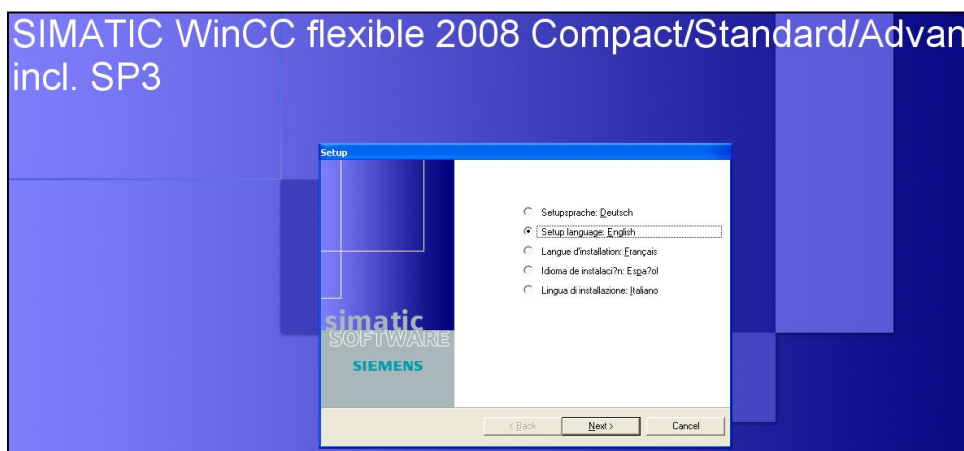 SIMATIC WinCC flexible 2008 Compact/Standard/Advan
incl. SP3
Setup
Setupsprache: Deutsch
Setup language: English
Langue d'installation: Français
Idioma de instalaci?n: Espa?ol
Lingua di installazione: Italiano
simatic
SOFTWARE
SIEMENS
< Back
Next >
Cancel